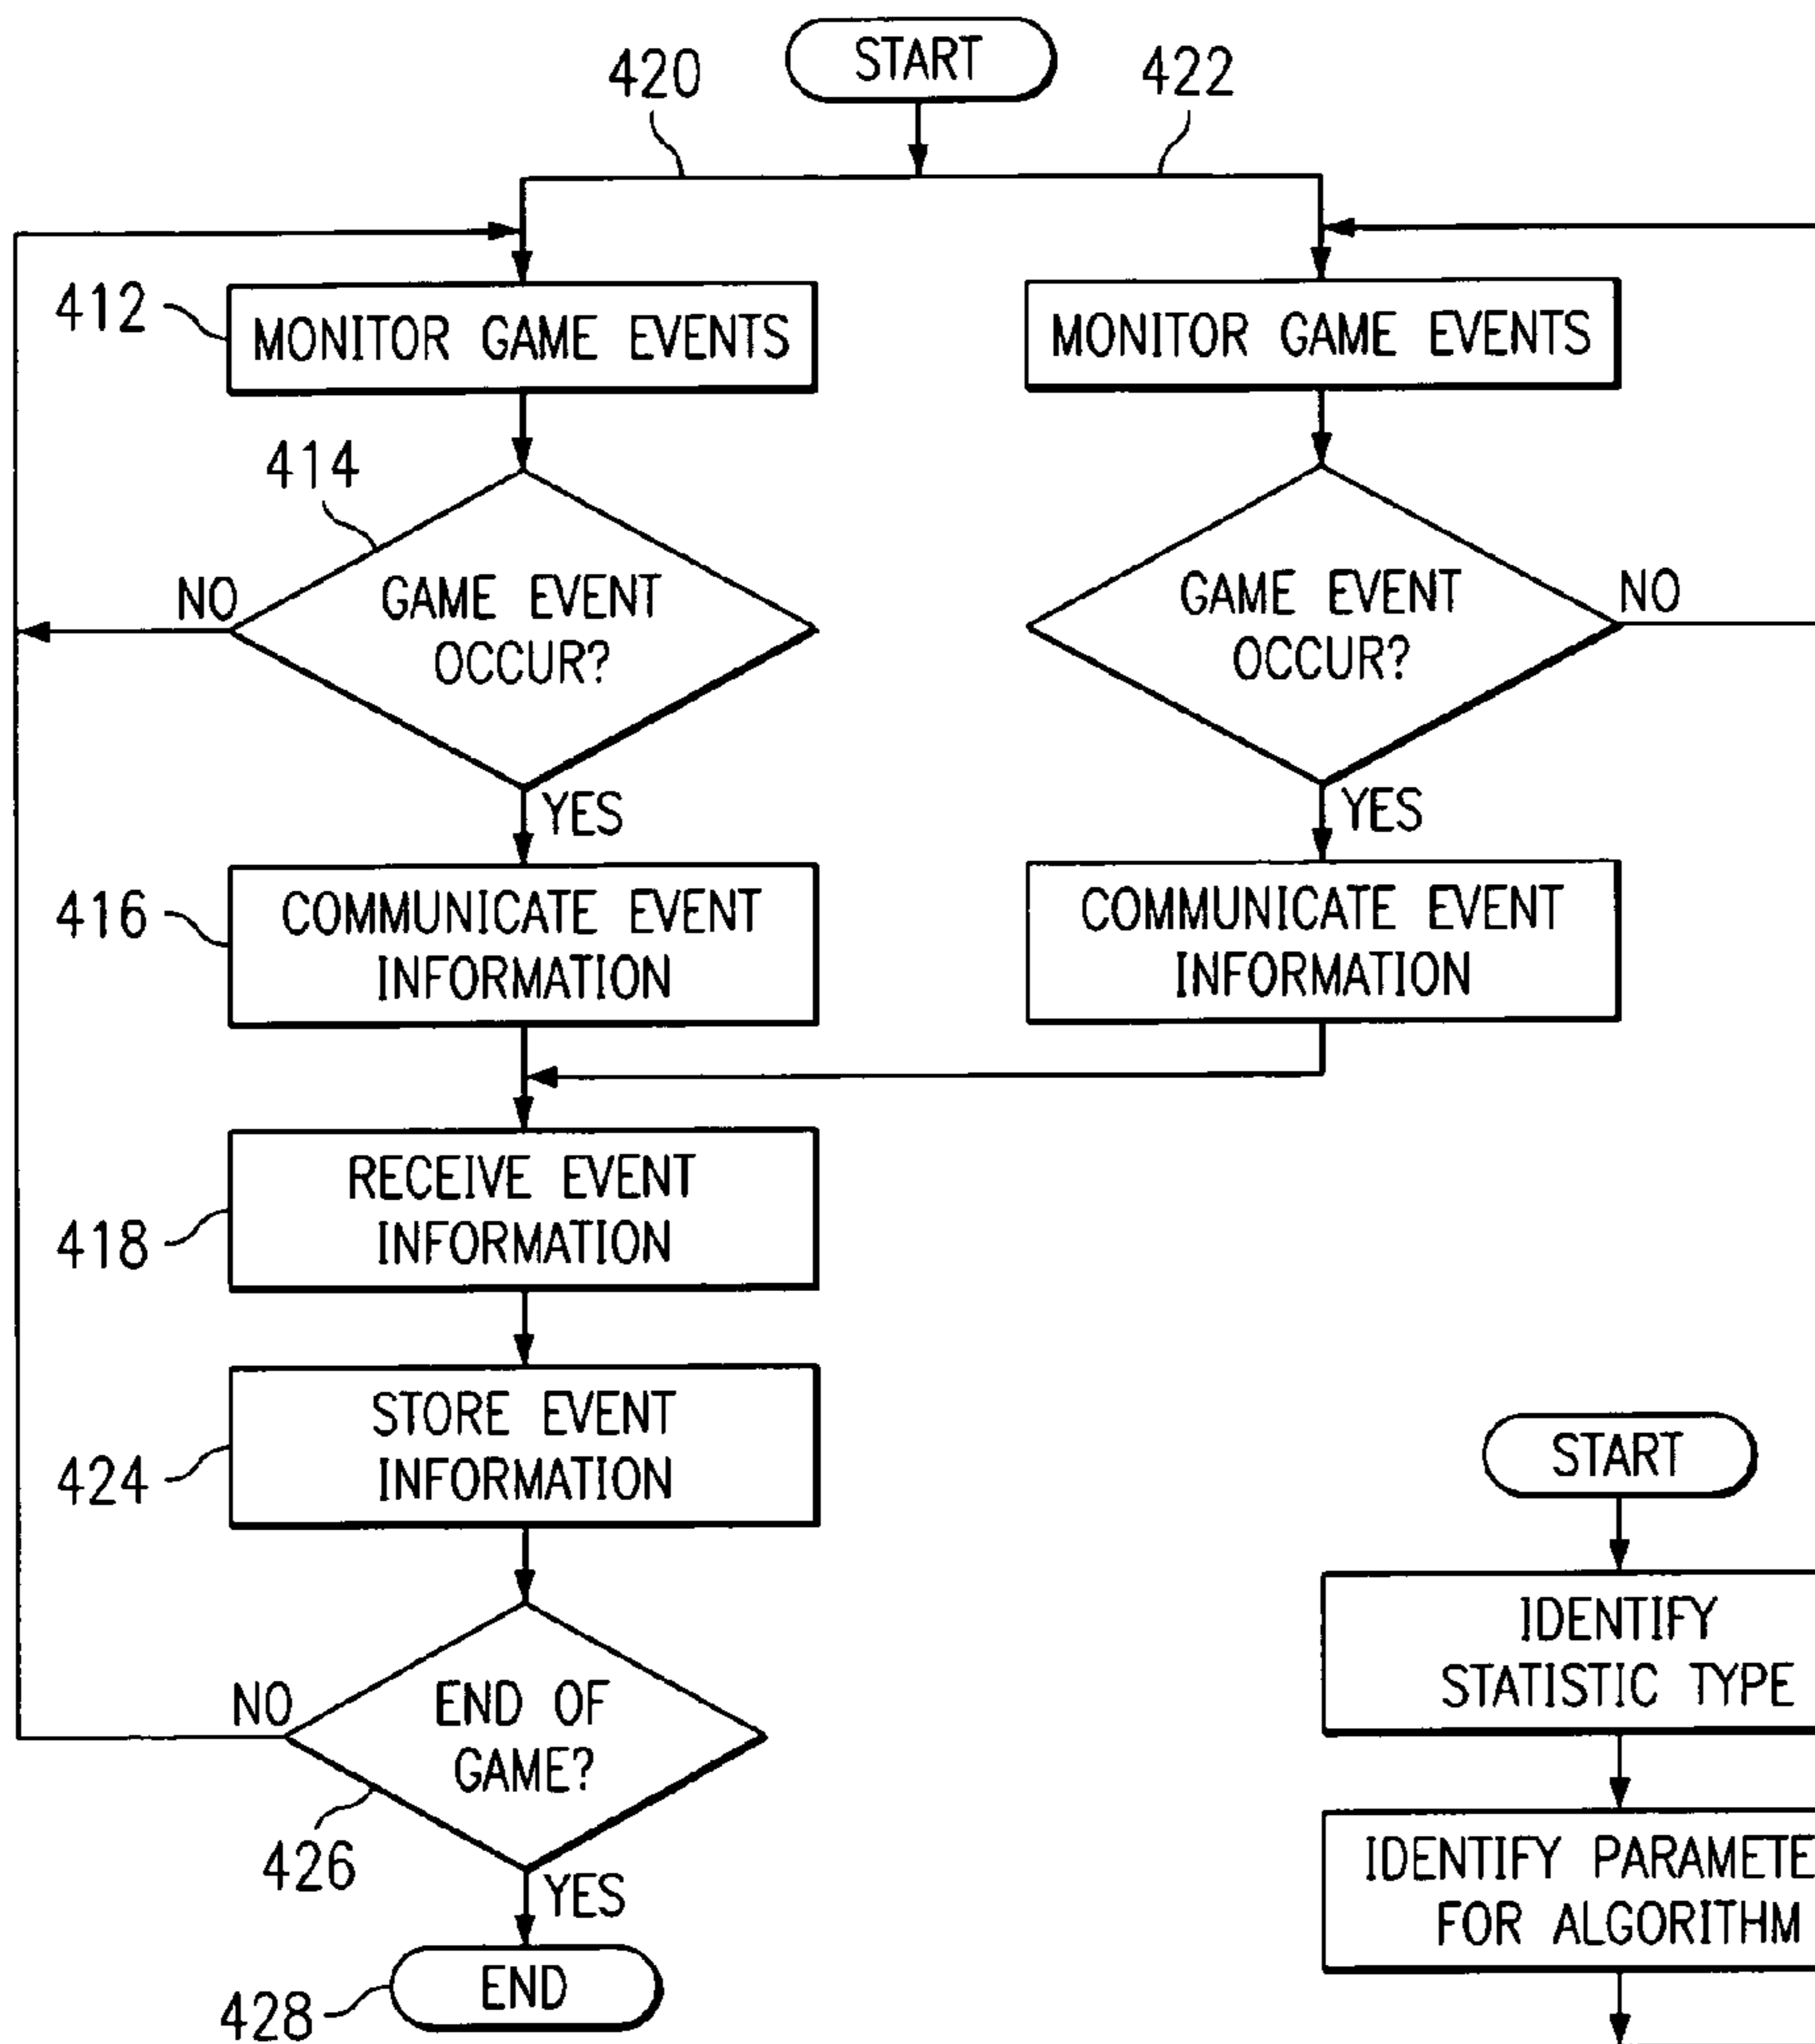 START
420
422
412
MONITOR GAME EVENTS
MONITOR GAME EVENTS
414
NO
GAME EVENT
OCCUR?
GAME EVENT
OCCUR?
NO
YES
YES
416
COMMUNICATE EVENT
INFORMATION
COMMUNICATE EVENT
INFORMATION
418
RECEIVE EVENT
INFORMATION
424
STORE EVENT
INFORMATION
NO
END OF
GAME?
426
YES
428
END
START
IDENTIFY
STATISTIC TYPE
IDENTIFY PARAMETE
FOR ALGORITHM